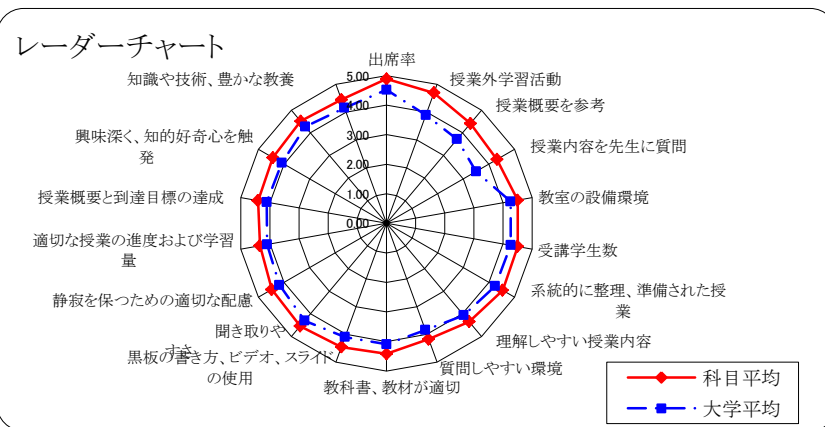 レーダーチャート
出席率
授業外学習活動
授業概要を参考
授業内容を先生に質問
教室の設備環境
受講学生数
系統的に整理、準備された授
業
理解しやすい授業内容
質問しやすい環境
教科書、教材が適切
黒板の書き方、ビデオ、スライド
の使用
聞き取りや
すさ
静寂を保つための適切な配慮
適切な授業の進度および学習
量
授業概要と到達目標の達成
興味深く、知的好奇心を触
発
知識や技術、豊かな教養
5.00
4.00
3.00
2.00
1.00
0.00
科目平均
大学平均